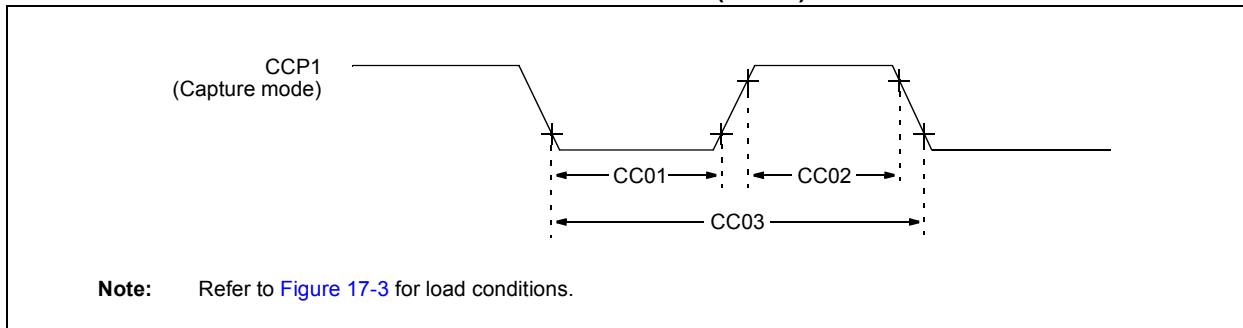 CCP1
(Capture mode)
CC01
CC02
CC03
Note: Refer to Figure 17-3 for load conditions.